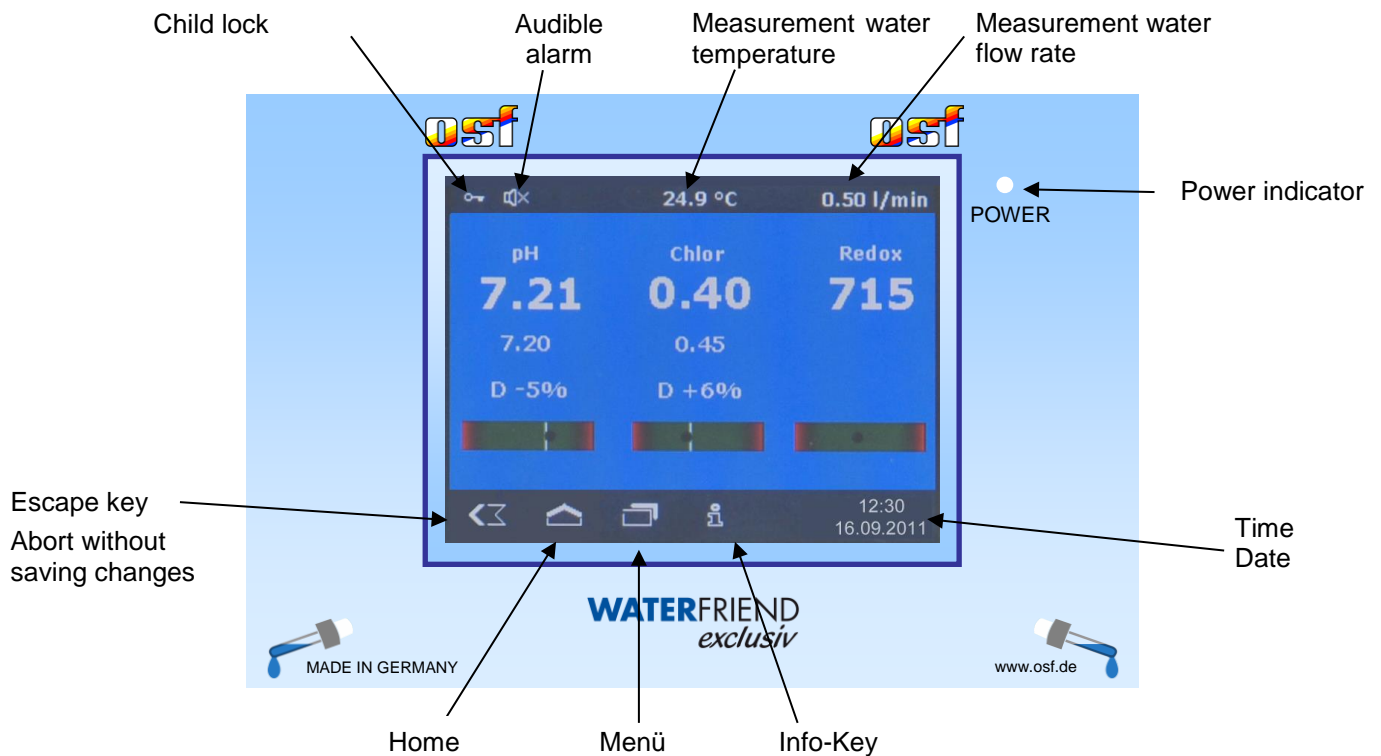 Child lock
Audible
alarm
Measurement water
temperature
Measurement water
flow rate
osf
osf
24.9 °C
0.50 l/min
POWER
Power indicator
pH
Chlor
Redox
7.21
0.40
715
7.20
0.45
D -5%
D +6%
Escape key
Abort without
saving changes
12:30
16.09.2011
Time
Date
WATERFRIEND
exclusiv
MADE IN GERMANY
www.osf.de
Home
Menü
Info-Key